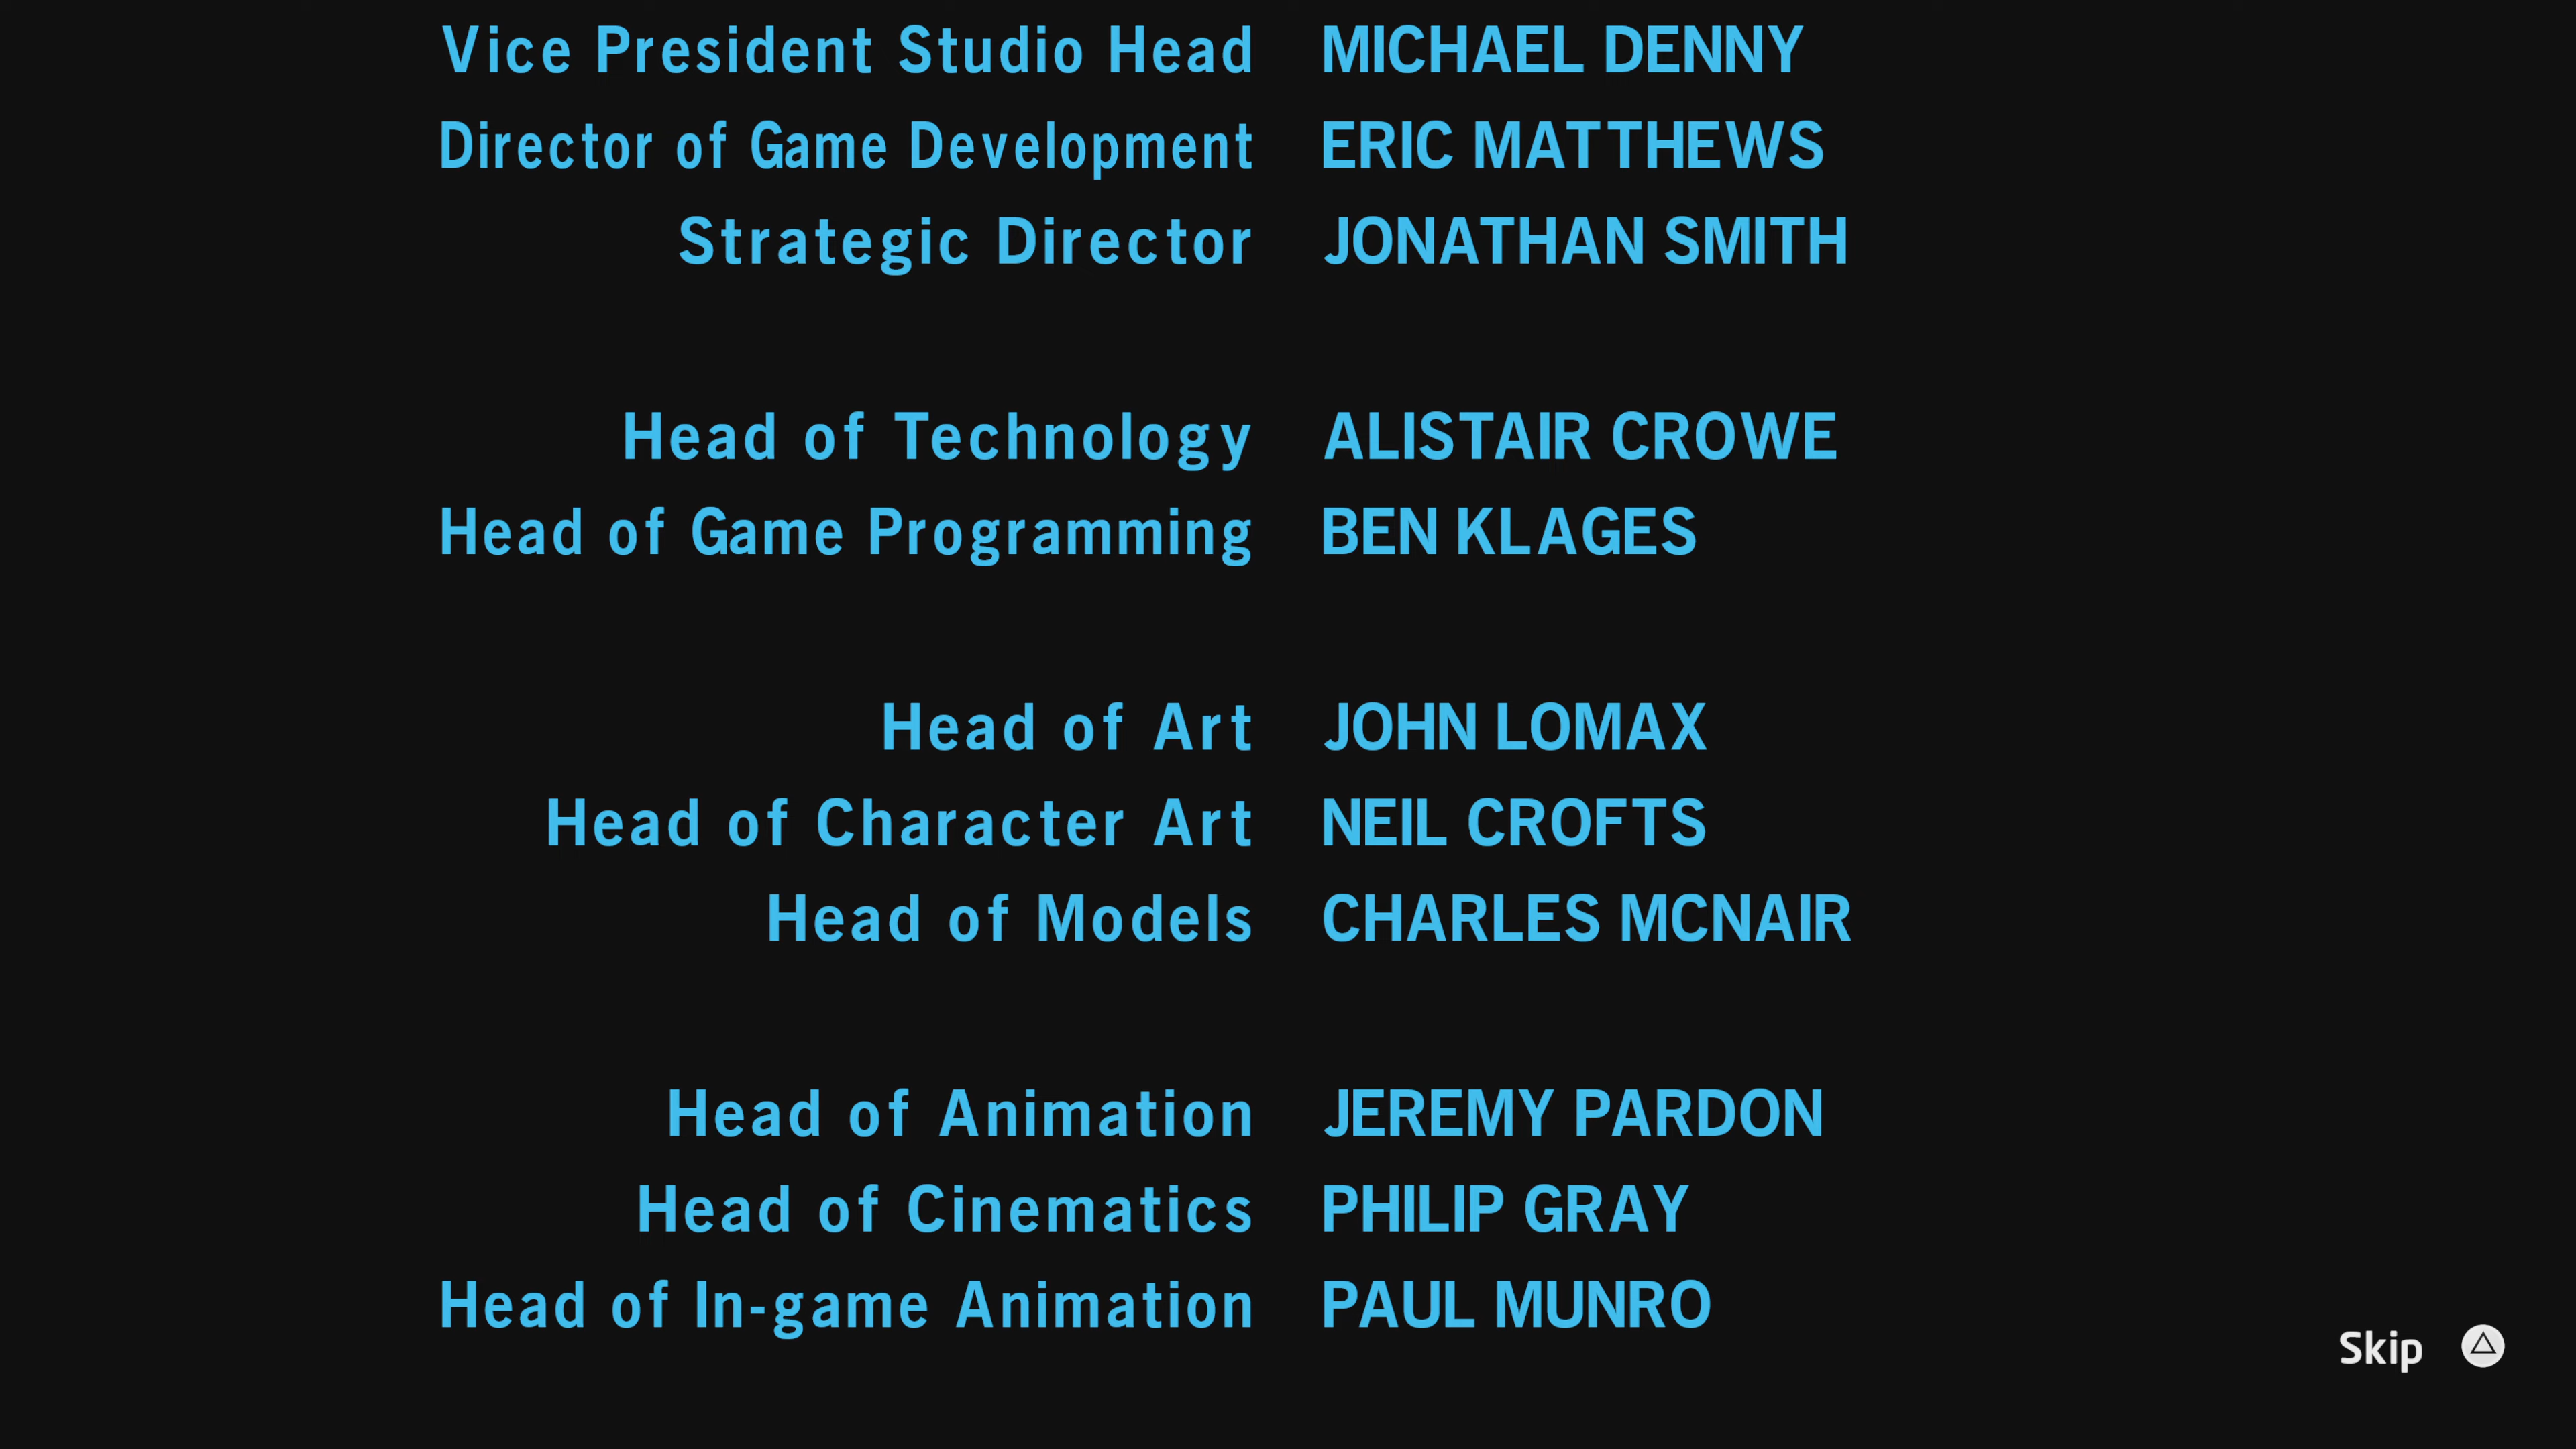 Vice President Studio Head MICHAEL DENNY
Director of Game Development ERIC MATTHEWS
Strategic Director JONATHAN SMITH
Head of Technology ALISTAIR CROWE
Head of Game Programming BEN KLAGES
Head of Art JOHN LOMAX
Head of Character Art NEIL CROFTS
Head of Models CHARLES MCNAIR
Head of Animation JEREMY PARDON
Head of Cinematics PHILIP GRAY
Head of In-game Animation PAUL MUNRO
Skip